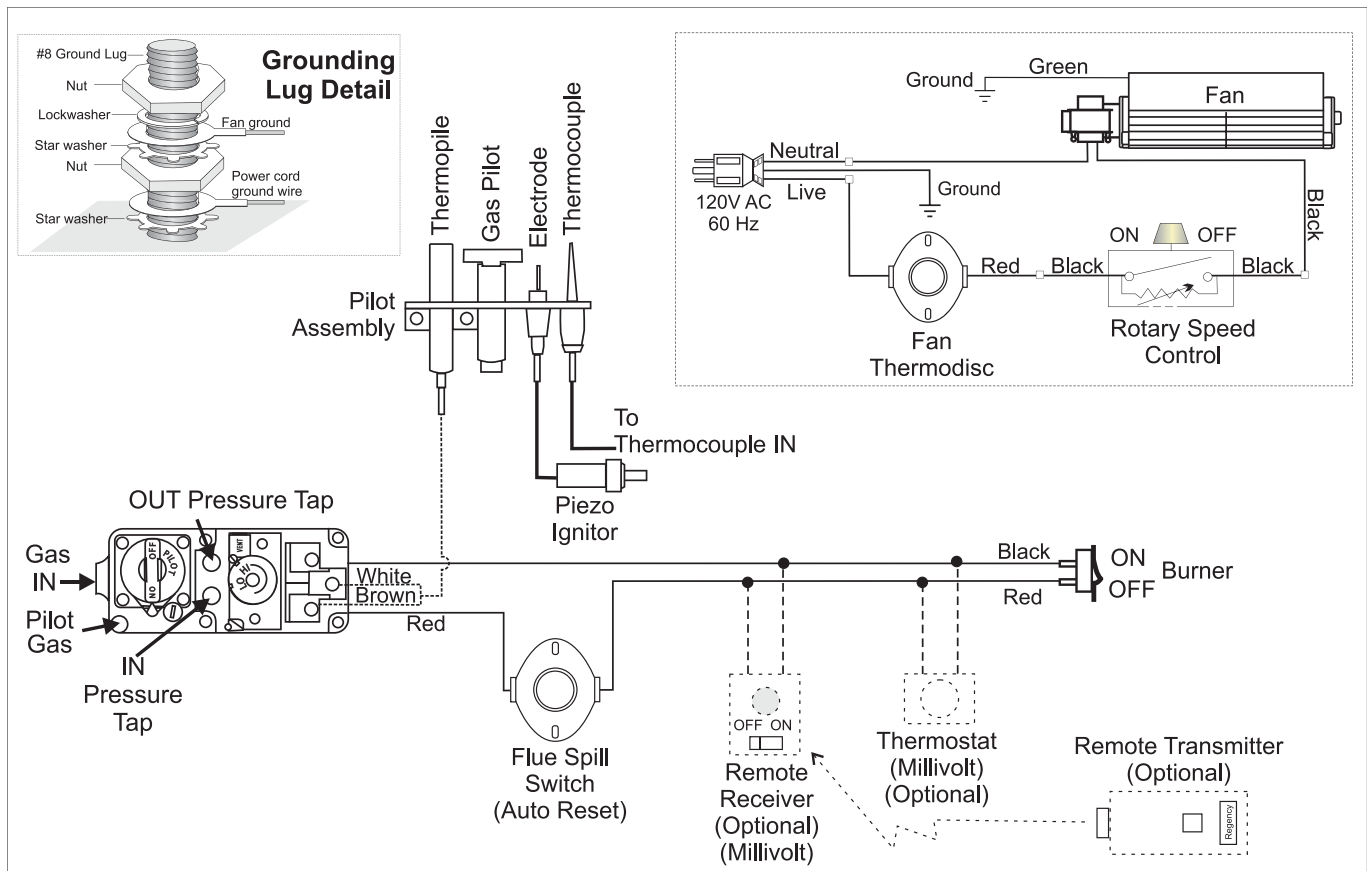 Grounding
Lug Detail
#8 Ground Lug
Nut
Lockwasher
Fan ground
Star washer
Nut
Power cord
ground wire
Star washer
Thermopile
Gas Pilot
Electrode
Thermocouple
Pilot
Assembly
To
Thermocouple IN
Piezo
Ignitor
Ground
Green
Fan
Neutral
Live
120V AC
60 Hz
Ground
Black
ON OFF
Red
Black
Black
Fan
Thermodisc
Rotary Speed
Control
OUT Pressure Tap
Gas
IN
Pilot
Gas
IN
Pressure
Tap
OFF
PILOT
ON
VENT
HI
LO
White
Brown
Red
Flue Spill
Switch
(Auto Reset)
Black
Red
ON
OFF
Burner
OFF ON
Remote
Receiver
(Optional)
(Millivolt)
Thermostat
(Millivolt)
(Optional)
Remote Transmitter
(Optional)
Regency